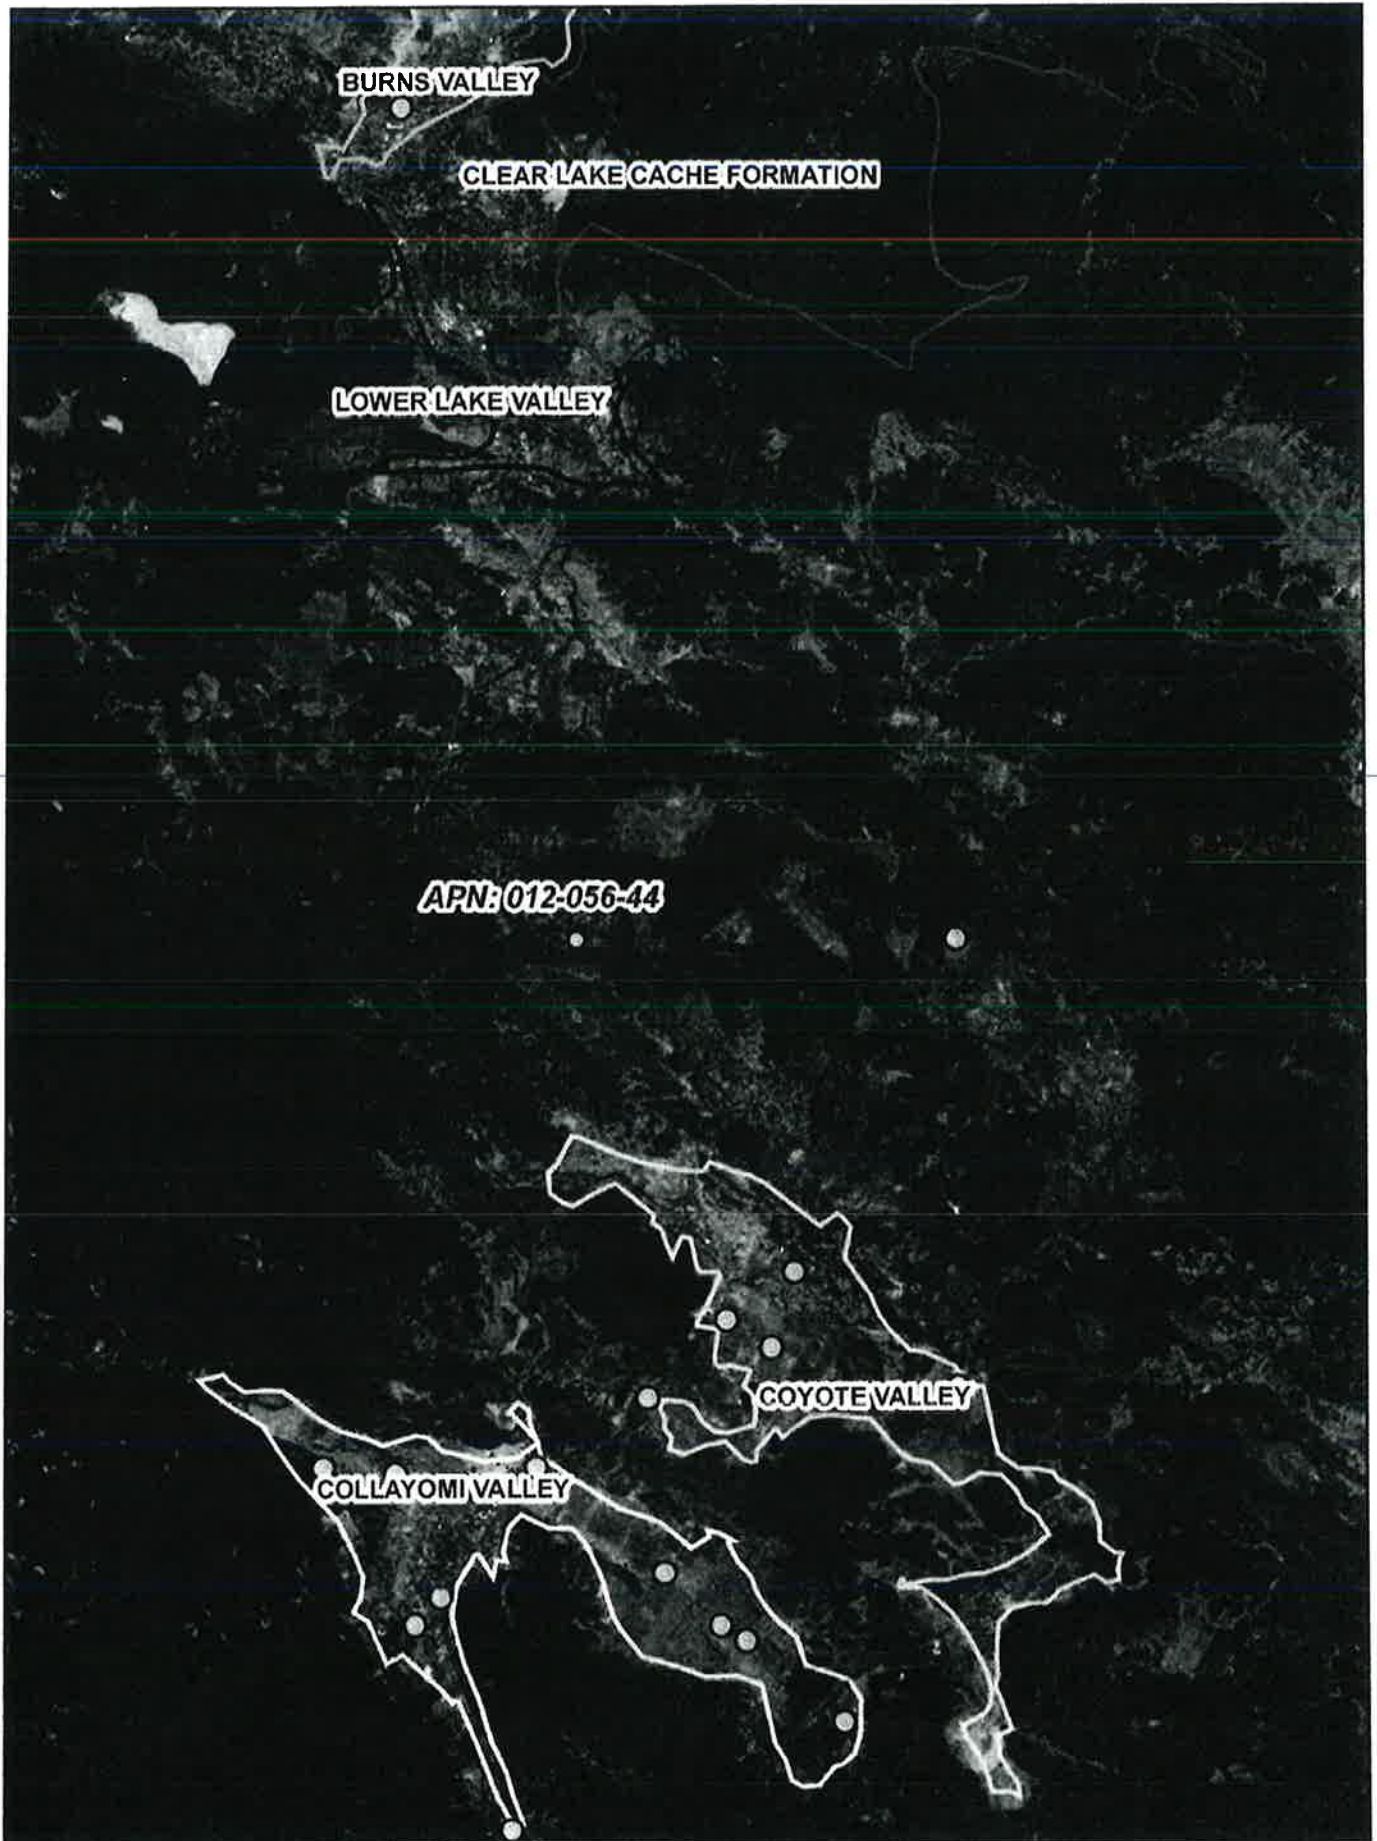 BURNS VALLEY
CLEAR LAKE CACHE FORMATION
LOWER LAKE VALLEY
APN: 012-056-44
COYOTE VALLEY
COLLAYOMI VALLEY